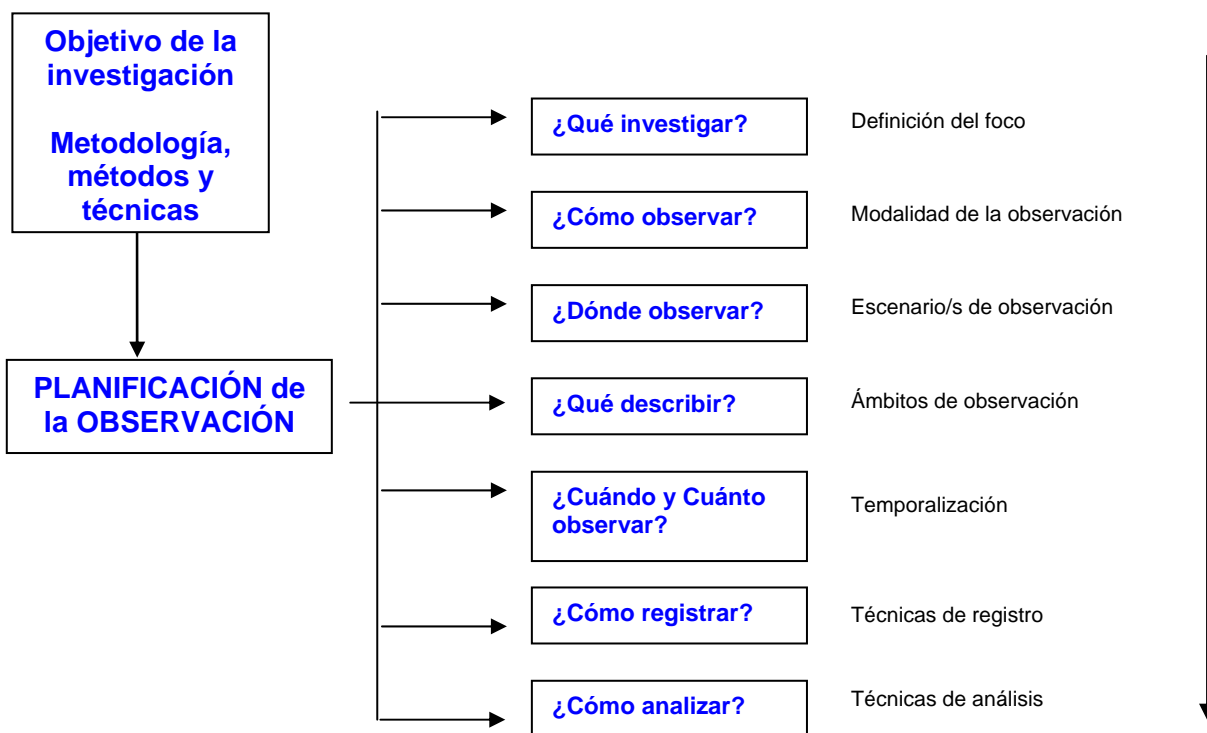 Objetivo de la
investigación
Metodología,
métodos y
técnicas
PLANIFICACIÓN de
la OBSERVACIÓN
¿Qué investigar?
Definición del foco
¿Cómo observar?
Modalidad de la observación
¿Dónde observar?
Escenario/s de observación
¿Qué describir?
Ámbitos de observación
¿Cuándo y Cuánto
observar?
Temporalización
¿Cómo registrar?
Técnicas de registro
¿Cómo analizar?
Técnicas de análisis